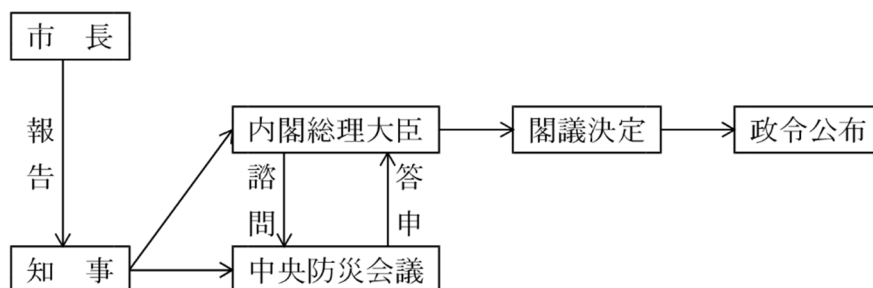 市　長
報告
内閣総理大臣
閣議決定
政令公布
諮問
答申
知　事
中央防災会議